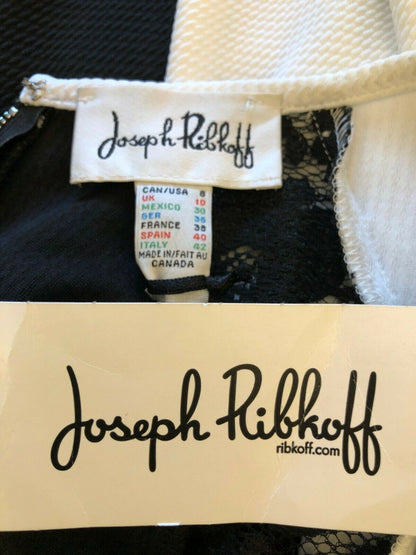 Joseph Ribkoff
CAN/USA 8
UK 10
MEXICO 30
GER 36
FRANCE 38
SPAIN 40
ITALY 42
MADE IN/FAIT AU
CANADA
Joseph Ribkoff
ribkoff.com